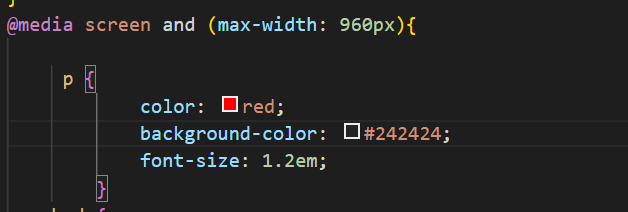 }
@media screen and (max-width: 960px){
p {
color: red;
background-color: #242424;
font-size: 1.2em;
}